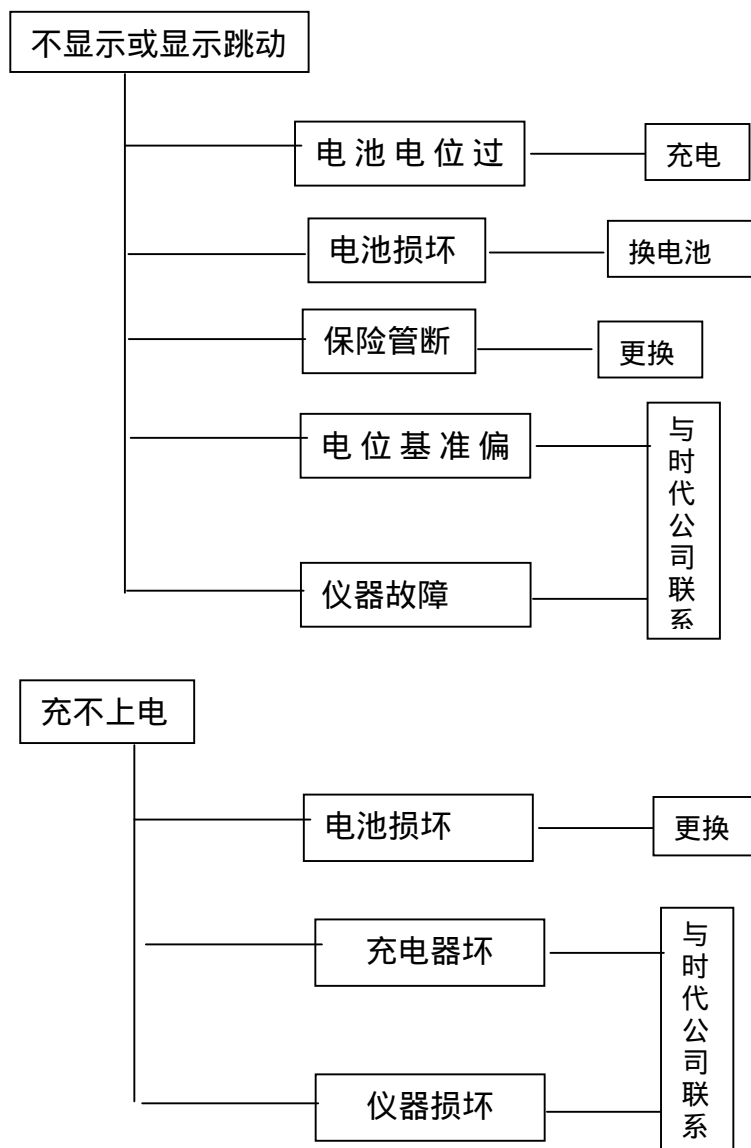 不显示或显示跳动
电池电位过
充电
电池损坏
换电池
保险管断
更换
电位基准偏
与时代公司联系
仪器故障
充不上电
电池损坏
更换
充电器坏
与时代公司联系
仪器损坏